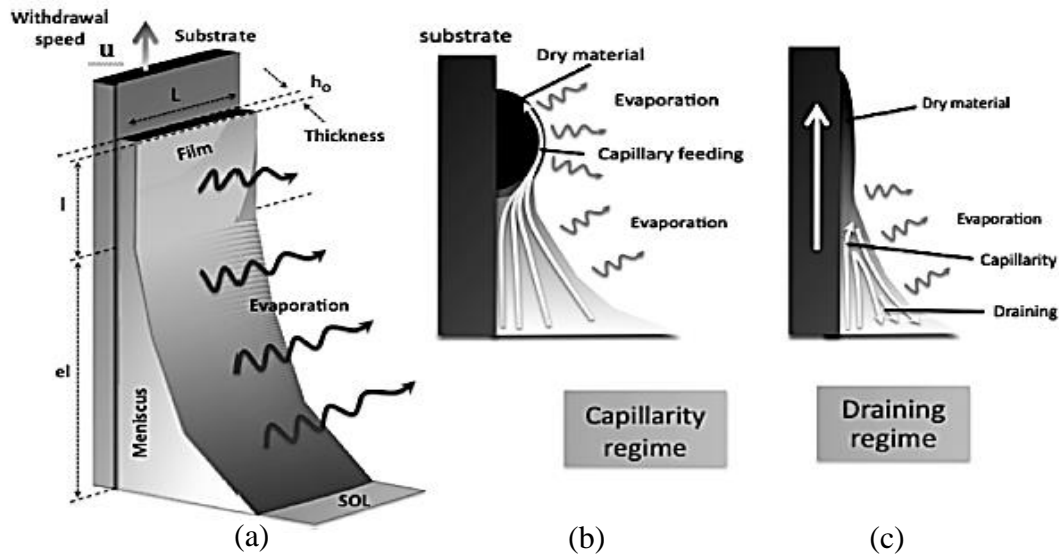 Withdrawal
speed
u
Substrate
L
h₀
Thickness
Film
l
Evaporation
el
Meniscus
SOL
(a)
substrate
Dry material
Evaporation
Capillary feeding
Evaporation
Capillarity
regime
(b)
Dry material
Evaporation
Capillarity
Draining
Draining
regime
(c)